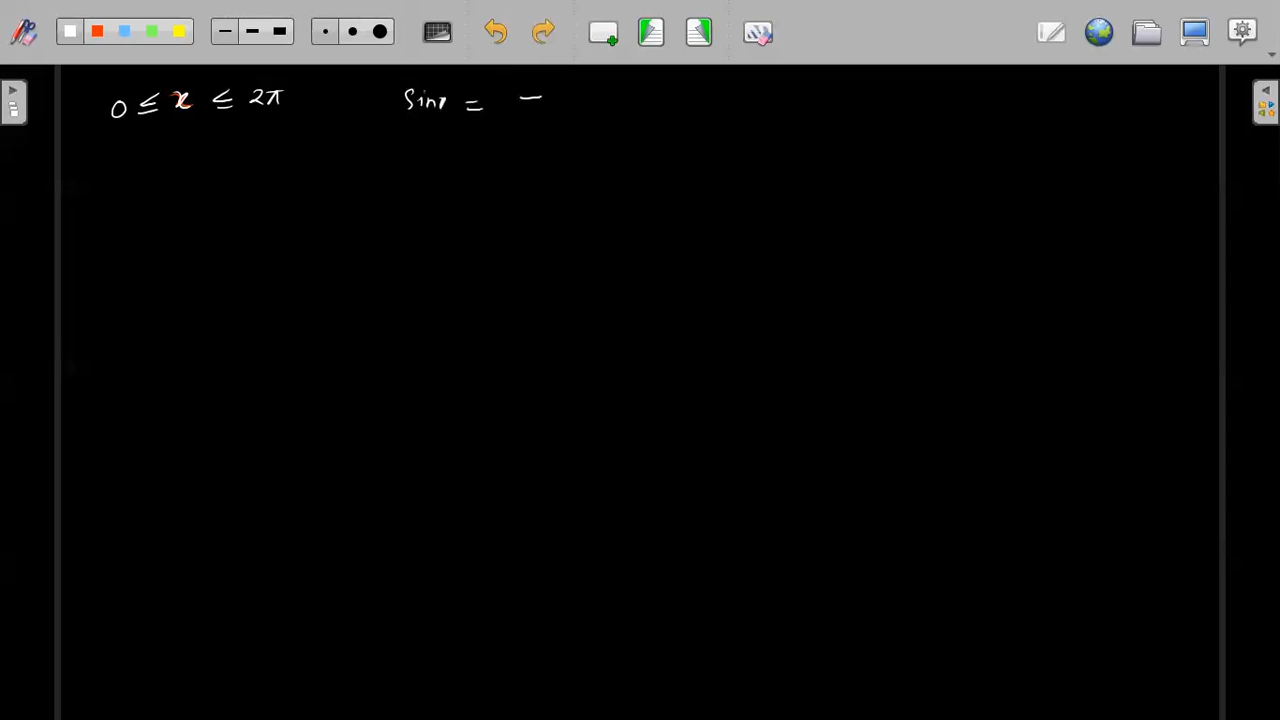 0 ≤ x ≤ 2π sinx = −